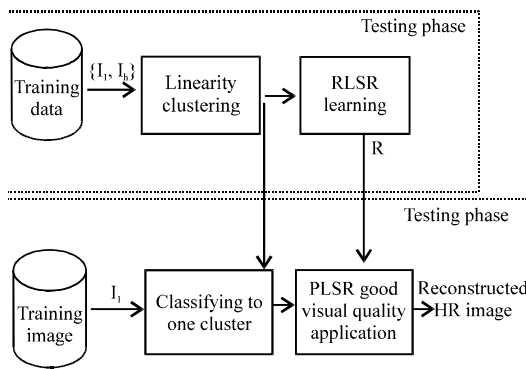 Testing phase
Training
data
{I₁, Iₕ}
Linearity
clustering
RLSR
learning
R
Testing phase
Training
image
I₁
Classifying to
one cluster
PLSR good
visual quality
application
Reconstructed
HR image